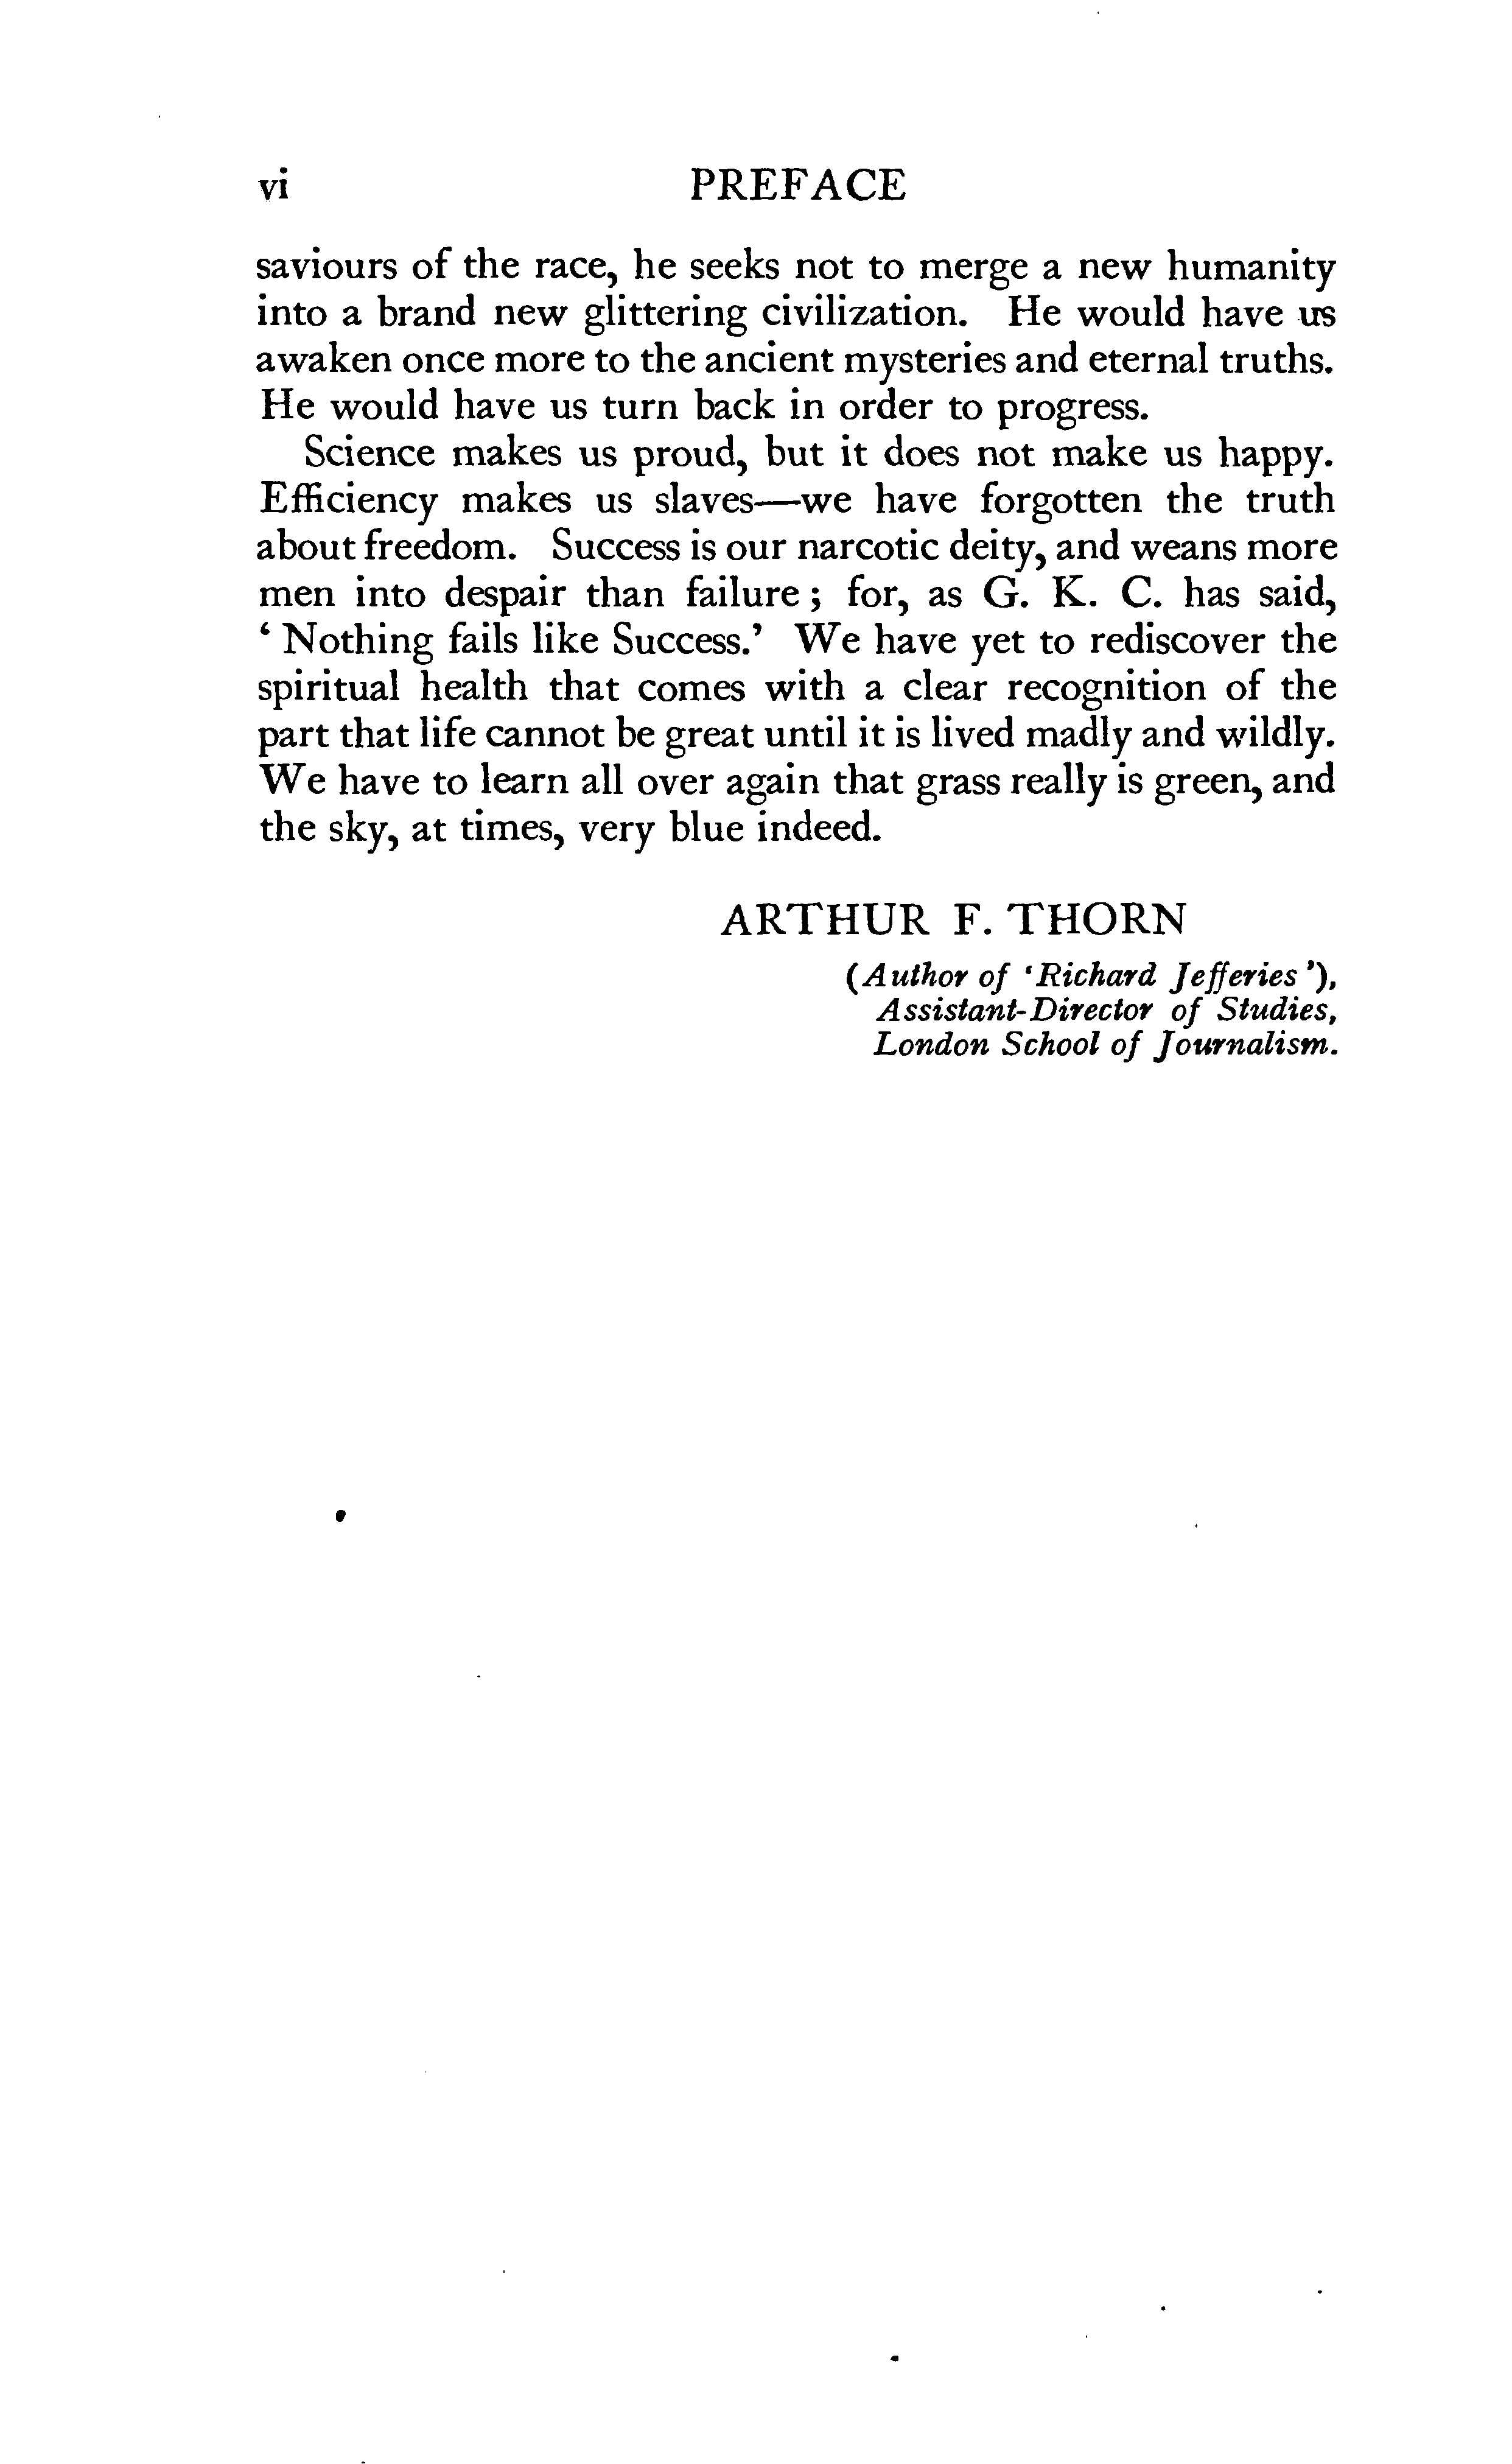 vi PREFACE
saviours of the race, he seeks not to merge a new humanity
into a brand new glittering civilization. He would have us
awaken once more to the ancient mysteries and eternal truths.
He would have us turn back in order to progress.
Science makes us proud, but it does not make us happy.
Efficiency makes us slaves—we have forgotten the truth
about freedom. Success is our narcotic deity, and weans more
men into despair than failure ; for, as G. K. C. has said,
‘ Nothing fails like Success.’ We have yet to rediscover the
spiritual health that comes with a clear recognition of the
part that life cannot be great until it is lived madly and wildly.
We have to learn all over again that grass really is green, and
the sky, at times, very blue indeed.
ARTHUR F. THORN
(Author of ‘Richard Jefferies ’),
Assistant-Director of Studies,
London School of Journalism.